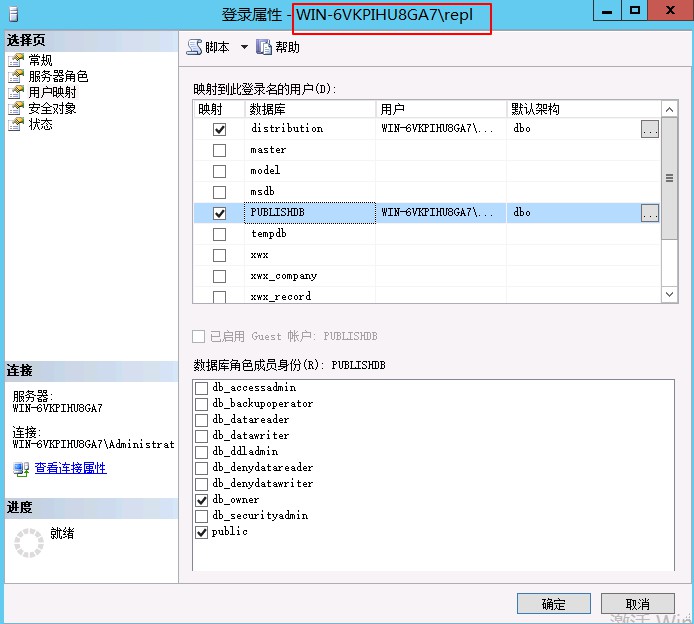 登录属性 - WIN-6VKPIHU8GA7\repl
选择页
常规
服务器角色
用户映射
安全对象
状态
脚本
帮助
映射到此登录名的用户(D):
映射 数据库 用户 默认架构
distribution WIN-6VKPIHU8GA7\... dbo ...
master
model
msdb
PUBLISHDB WIN-6VKPIHU8GA7\... dbo ...
tempdb
xwx
xwx_company
xwx_record
已启用 Guest 帐户: PUBLISHDB
数据库角色成员身份(R): PUBLISHDB
db_accessadmin
db_backupoperator
db_datareader
db_datawriter
db_ddladmin
db_denydatareader
db_denydatawriter
db_owner
db_securityadmin
public
连接
服务器:
WIN-6VKPIHU8GA7
连接:
WIN-6VKPIHU8GA7\Administrat
查看连接属性
进度
就绪
确定
取消
激活 Win